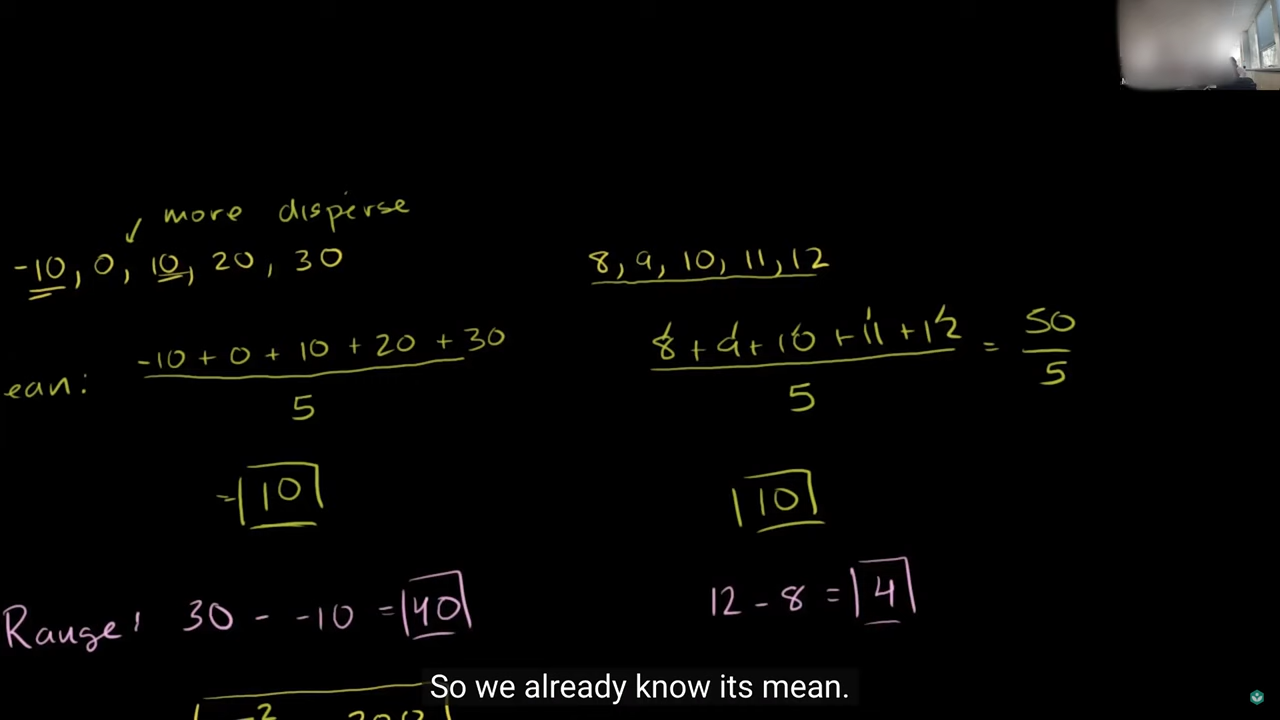 more disperse
-10, 0, 10, 20, 30
8, 9, 10, 11, 12
ean: -10 + 0 + 10 + 20 + 30
5
8 + 9 + 10 + 11 + 12 = 50
5
5
= 10
10
Range: 30 - -10 = 40
12 - 8 = 4
So we already know its mean.